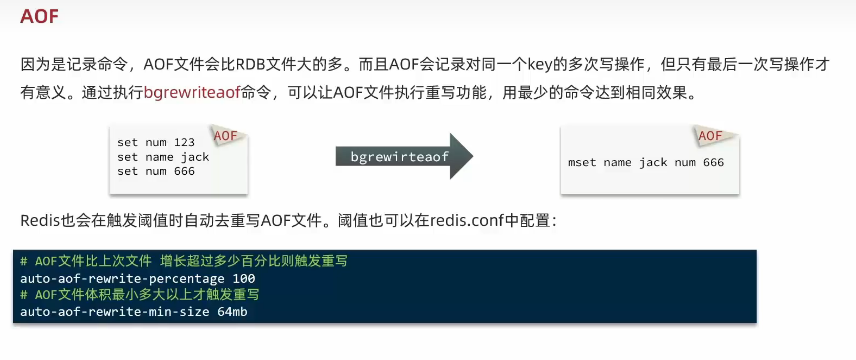 AOF
因为是记录命令，AOF文件会比RDB文件大的多。而且AOF会记录对同一个key的多次写操作，但只有最后一次写操作才
有意义。通过执行bgrewriteaof命令，可以让AOF文件执行重写功能，用最少的命令达到相同效果。
AOF
set num 123
set name jack
set num 666
bgrewirteaof
AOF
mset name jack num 666
Redis也会在触发阈值时自动去重写AOF文件。阈值也可以在redis.conf中配置：
# AOF文件比上次文件 增长超过多少百分比则触发重写
auto-aof-rewrite-percentage 100
# AOF文件体积最小多大以上才触发重写
auto-aof-rewrite-min-size 64mb